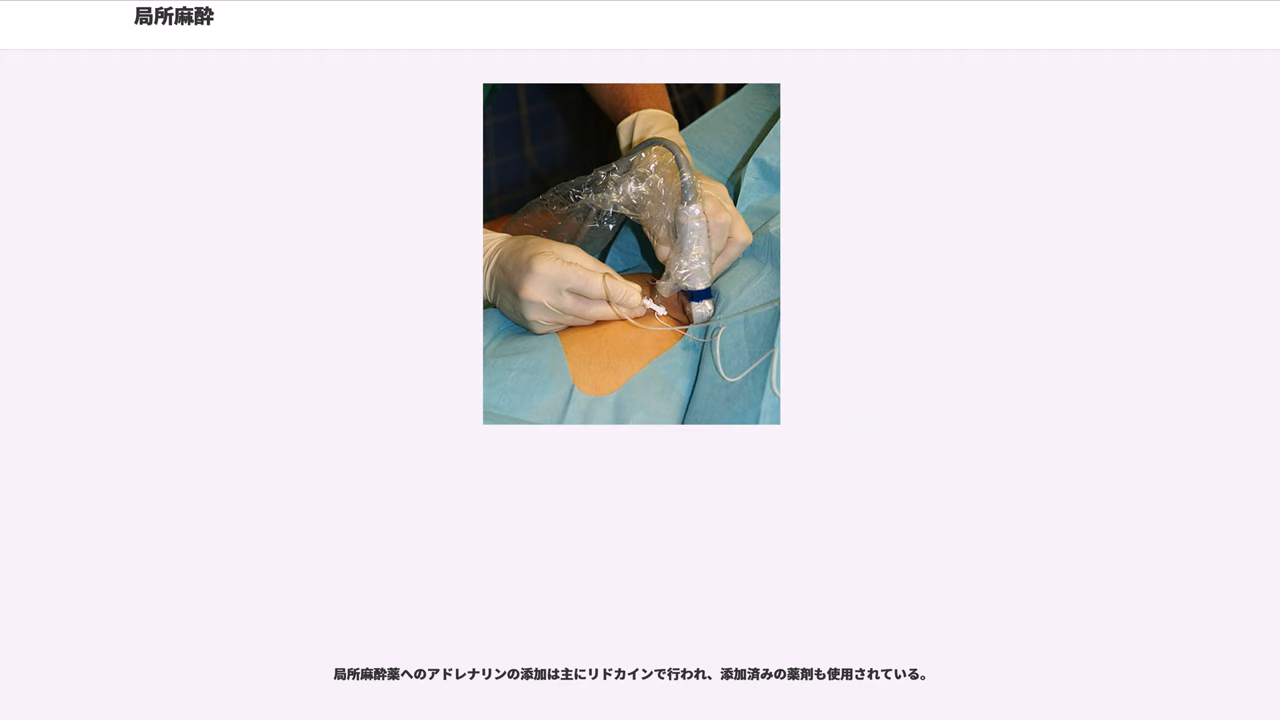 局所麻酔
局所麻酔薬へのアドレナリンの添加は主にリドカインで行われ、添加済みの薬剤も使用されている。